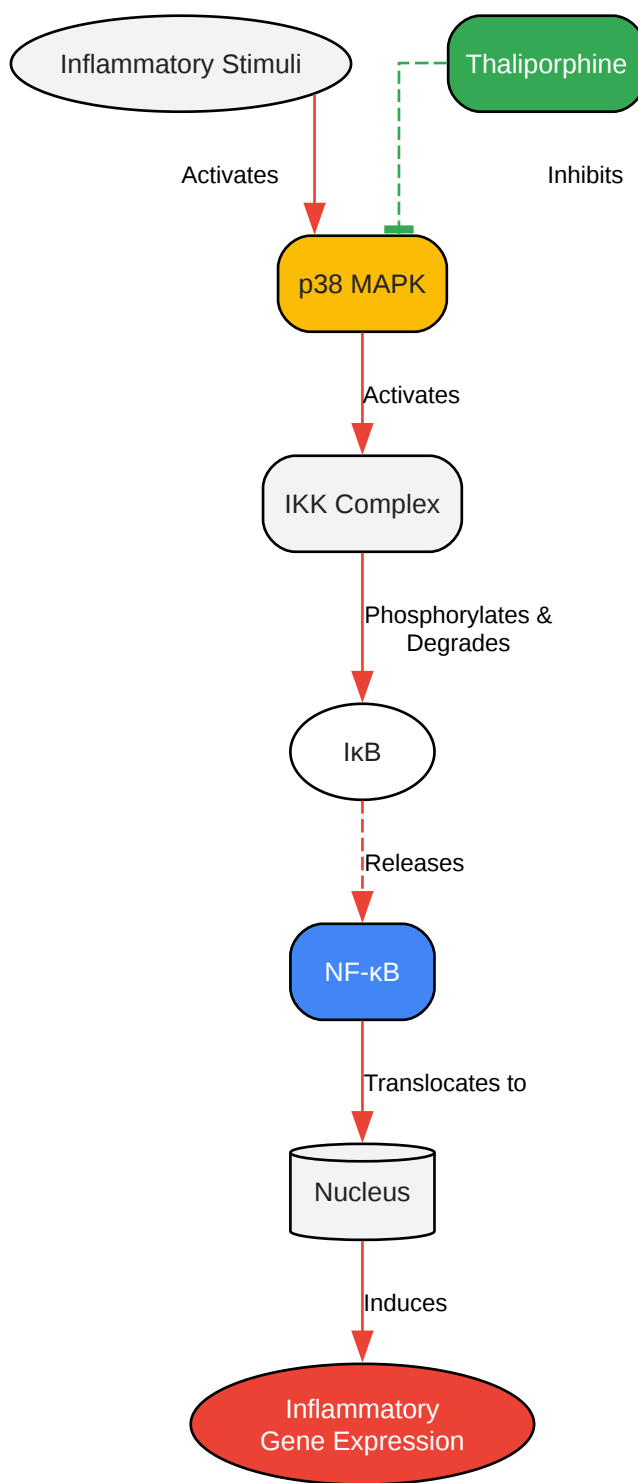 Inflammatory Stimuli
Thaliporphine
Activates
Inhibits
p38 MAPK
Activates
IKK Complex
Phosphorylates &
Degrades
IκB
Releases
NF-κB
Translocates to
Nucleus
Induces
Inflammatory
Gene Expression